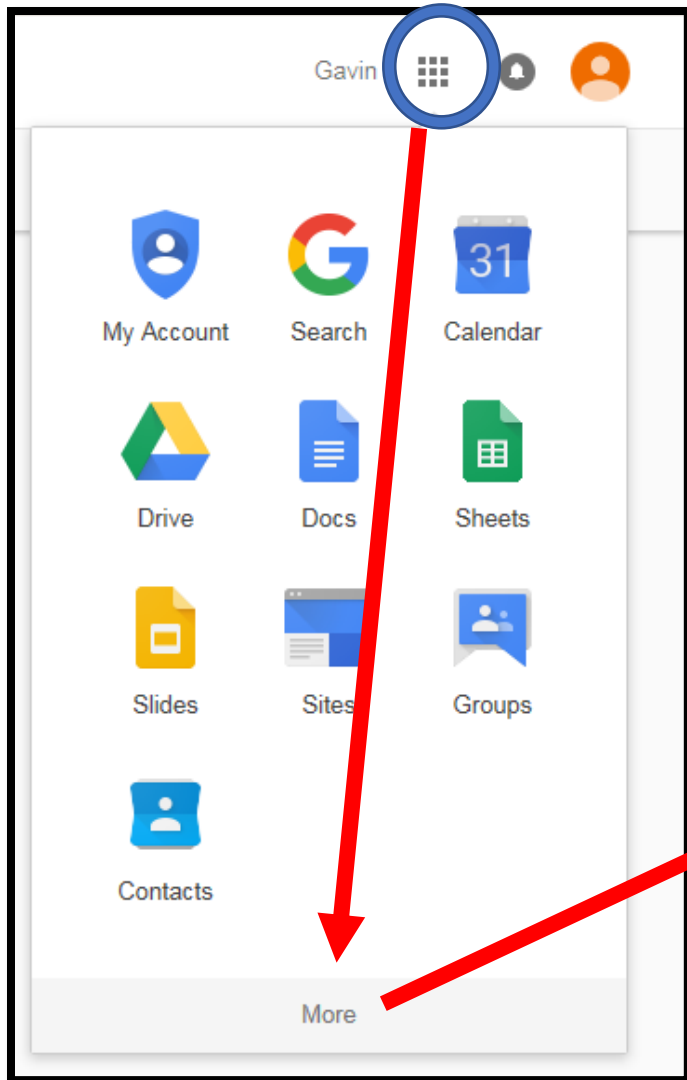 Gavin
My Account Search Calendar
31
Drive Docs Sheets
Slides Sites Groups
Contacts
More